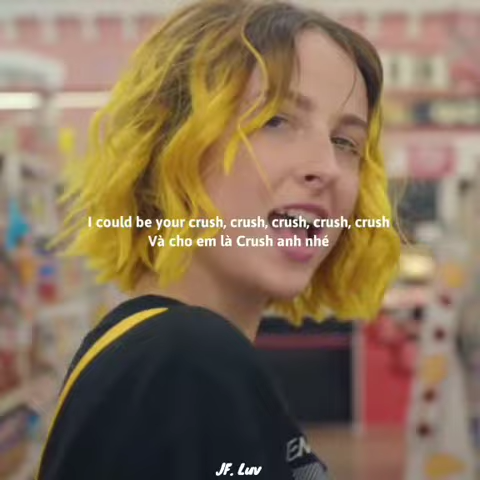 I could be your crush, crush, crush, crush, crush
Và cho em là Crush anh nhé
JF. Luv